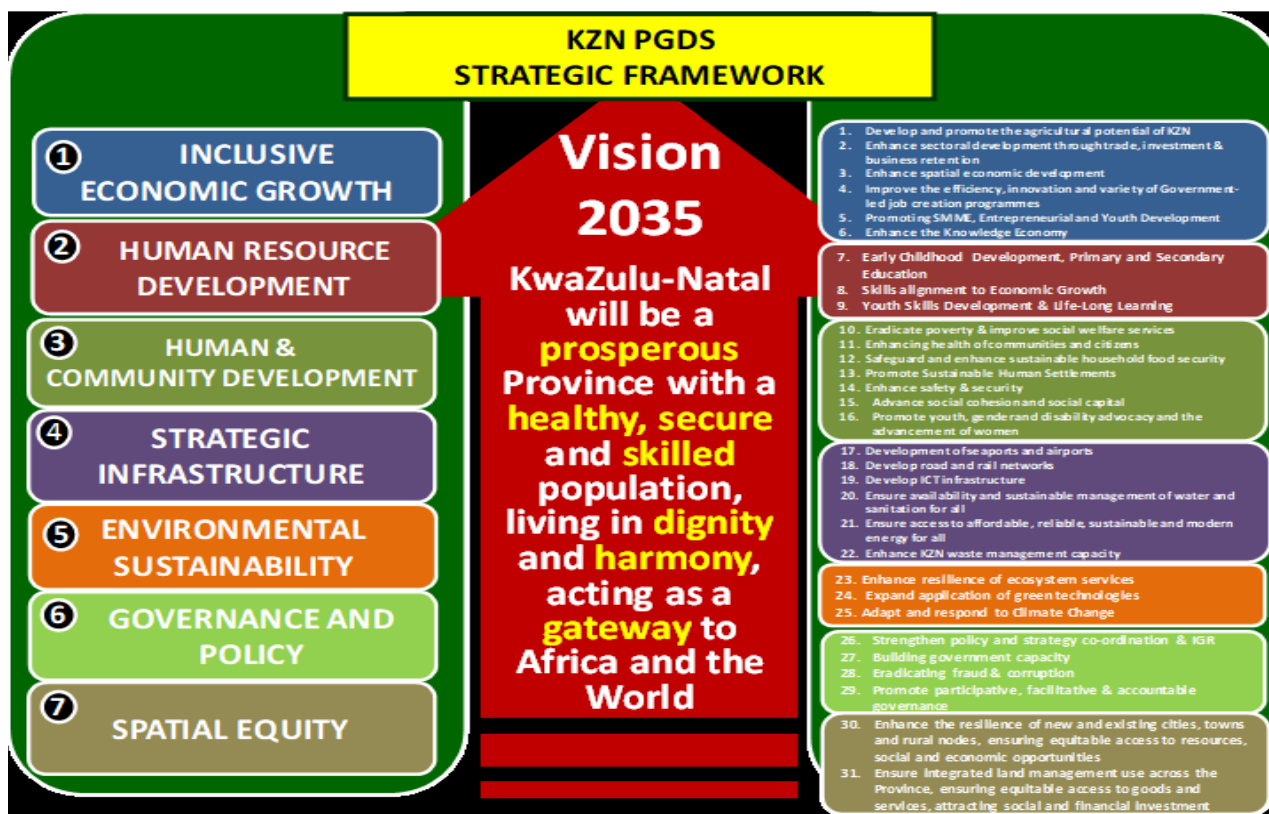 KZN PGDS
STRATEGIC FRAMEWORK
1 INCLUSIVE
ECONOMIC GROWTH
2 HUMAN RESOURCE
DEVELOPMENT
3 HUMAN &
COMMUNITY DEVELOPMENT
4 STRATEGIC
INFRASTRUCTURE
5 ENVIRONMENTAL
SUSTAINABILITY
6 GOVERNANCE AND
POLICY
7 SPATIAL EQUITY
Vision
2035
KwaZulu-Natal
will be a
prosperous
Province with a
healthy, secure
and skilled
population,
living in dignity
and harmony,
acting as a
gateway to
Africa and the
World
1. Develop and promote the agricultural potential of KZN
2. Enhance sectoral development through trade, investment &
business retention
3. Enhance spatial economic development
4. Improve the efficiency, innovation and variety of Government-
led job creation programmes
5. Promoting SMME, Entrepreneurial and Youth Development
6. Enhance the Knowledge Economy
7. Early Childhood Development, Primary and Secondary
Education
8. Skills alignment to Economic Growth
9. Youth Skills Development & Life-Long Learning
10. Eradicate poverty & improve social welfare services
11. Enhancing health of communities and citizens
12. Safeguard and enhance sustainable household food security
13. Promote Sustainable Human Settlements
14. Enhance safety & security
15. Advance social cohesion and social capital
16. Promote youth, gender and disability advocacy and the
advancement of women
17. Development of seaports and airports
18. Develop road and rail networks
19. Develop ICT infrastructure
20. Ensure availability and sustainable management of water and
sanitation for all
21. Ensure access to affordable, reliable, sustainable and modern
energy for all
22. Enhance KZN waste management capacity
23. Enhance resilience of ecosystem services
24. Expand application of green technologies
25. Adapt and respond to Climate Change
26. Strengthen policy and strategy co-ordination & IGR
27. Building government capacity
28. Eradicating fraud & corruption
29. Promote participative, facilitative & accountable
governance
30. Enhance the resilience of new and existing cities, towns
and rural nodes, ensuring equitable access to resources,
social and economic opportunities
31. Ensure integrated land management use across the
Province, ensuring equitable access to goods and
services, attracting social and financial investment